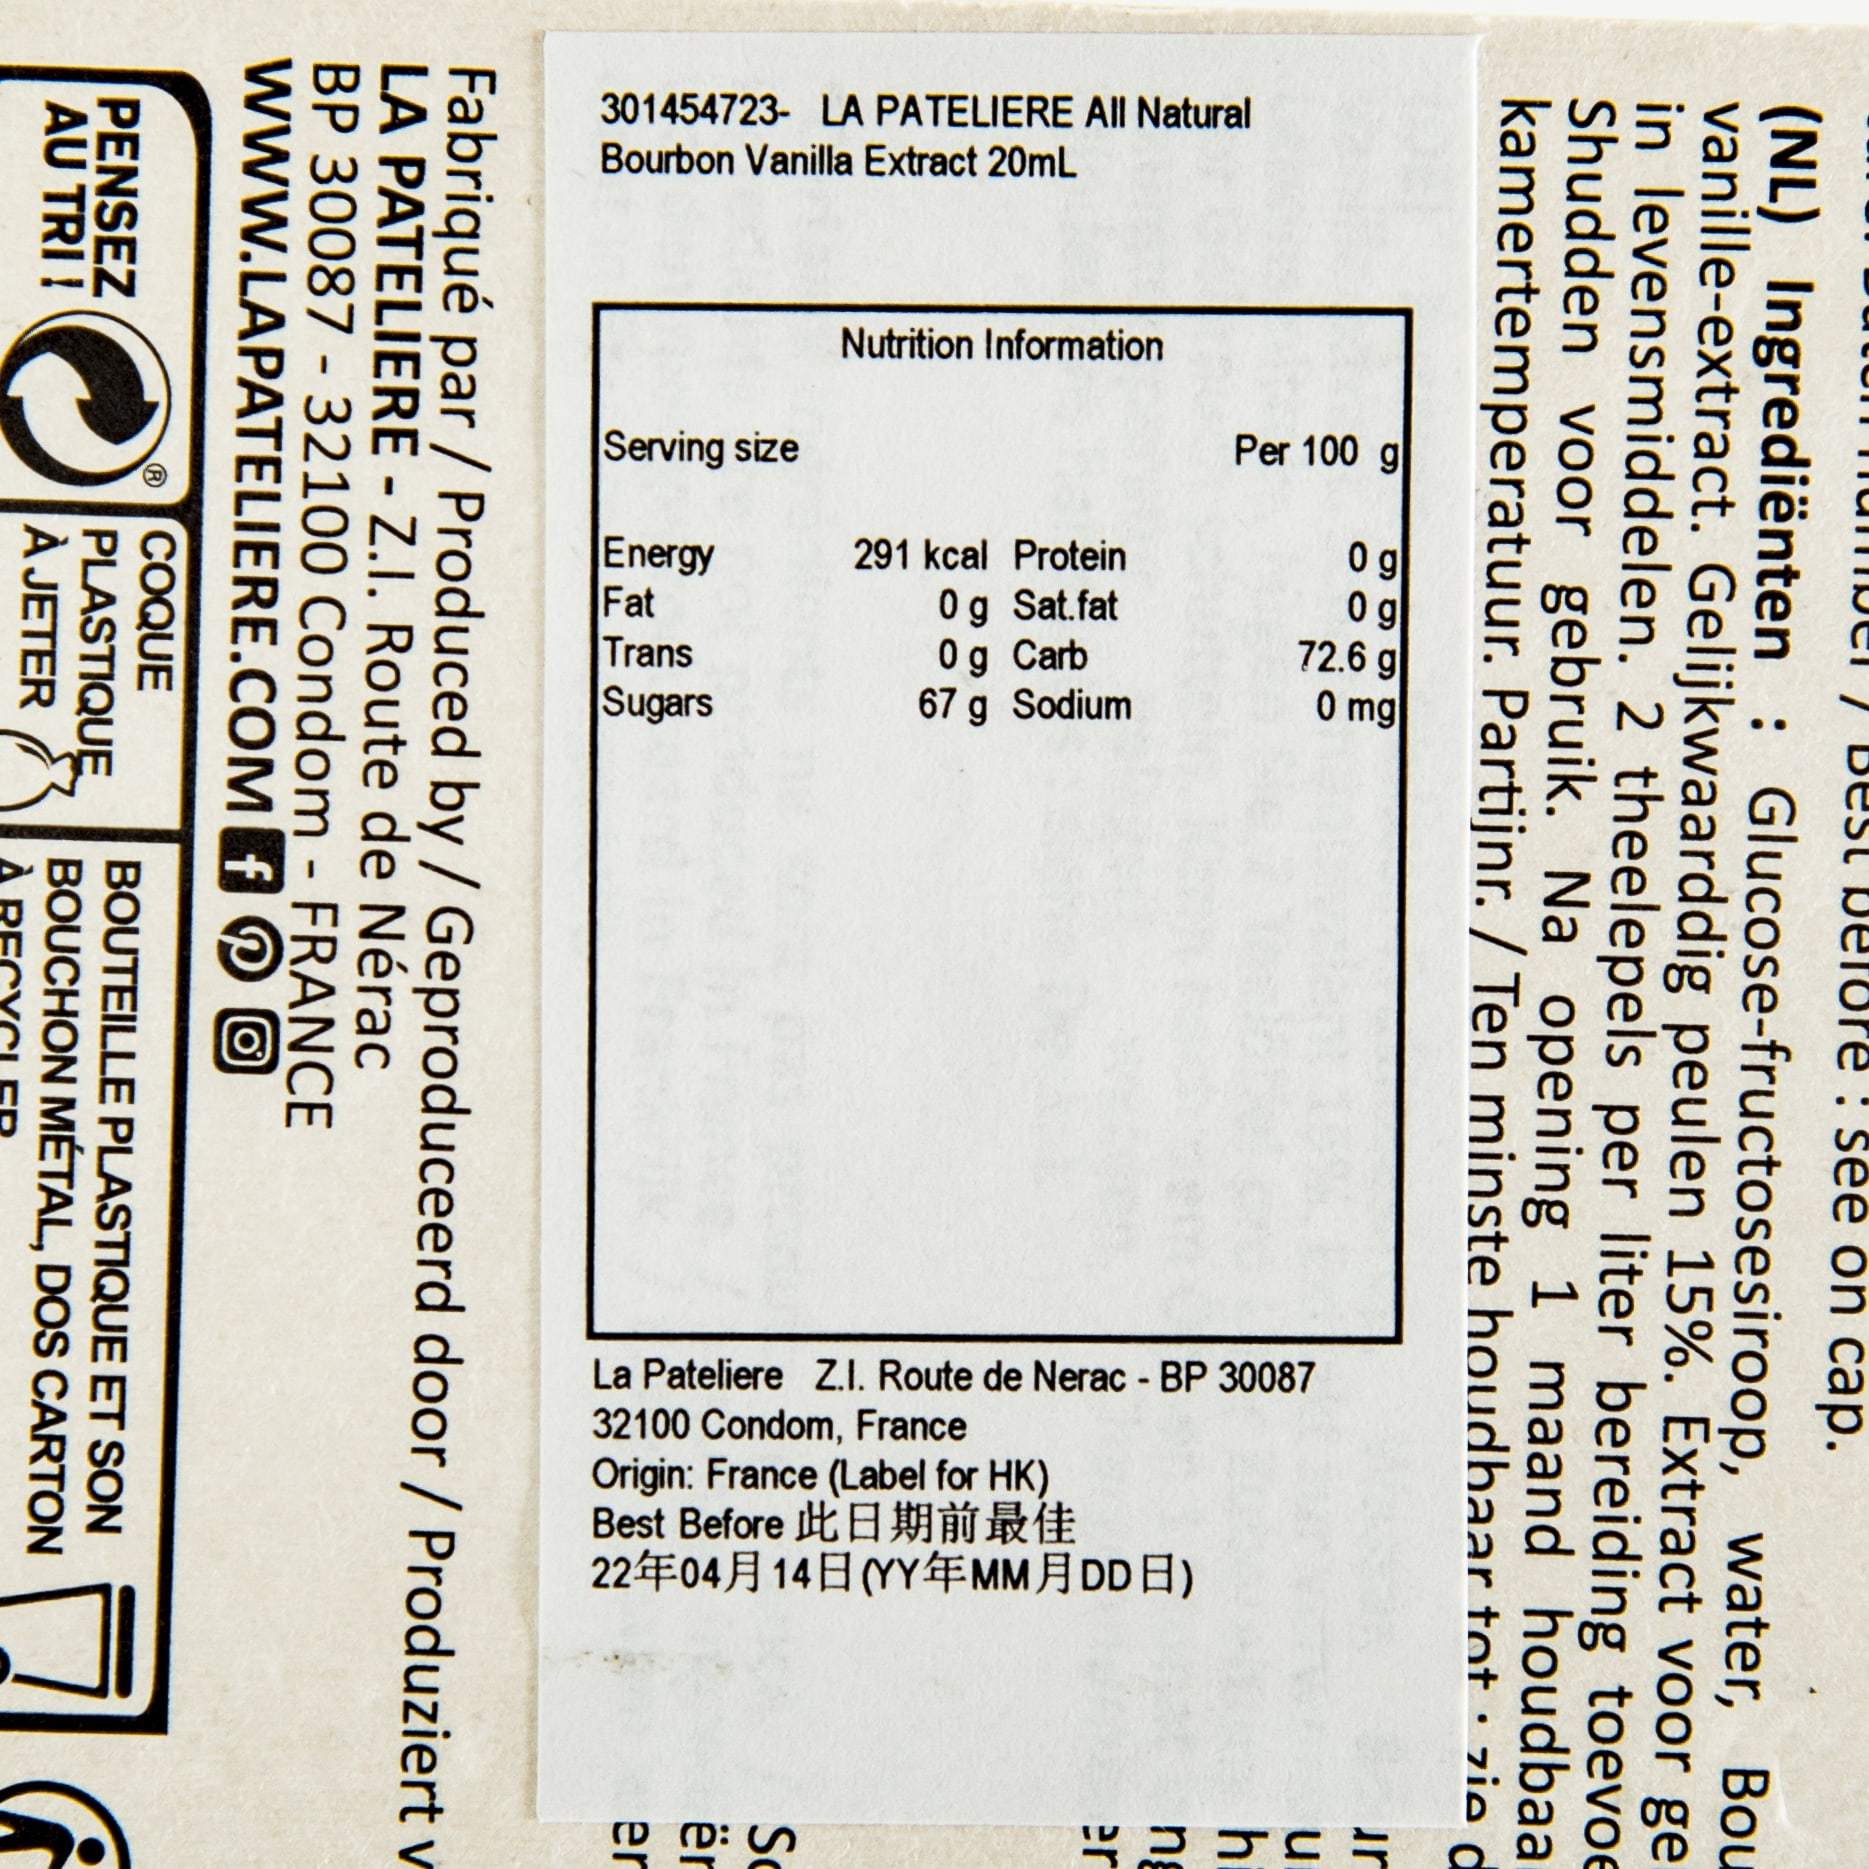 301454723- LA PATELIERE All Natural
Bourbon Vanilla Extract 20mL
Nutrition Information
Serving size Per 100 g
Energy 291 kcal Protein 0 g
Fat 0 g Sat.fat 0 g
Trans 0 g Carb 72.6 g
Sugars 67 g Sodium 0 mg
La Pateliere Z.I. Route de Nerac - BP 30087
32100 Condom, France
Origin: France (Label for HK)
Best Before 此日期前最佳
22年04月14日(YY年MM月DD日)
number / Best before : see on cap.
(NL) Ingrediënten : Glucose-fructosesiroop, water, Bou
vanille-extract. Gelijkwaarddig peulen 15%. Extract voor ge
in levensmiddelen. 2 theelepels per liter bereiding toevoe
Shudden voor gebruik. Na opening 1 maand houdbaar
kamertemperatuur. Partijnr. / Ten minste houdbaar tot : zie d
Fabriqué par / Produced by / Geproduceerd door / Produziert v
LA PATELIERE - Z.I. Route de Nérac
BP 30087 - 32100 Condom - FRANCE
WWW.LAPATELIERE.COM
PENSEZ
AU TRI !
®
COQUE
PLASTIQUE
À JETER
BOUTEILLE PLASTIQUE ET SON
BOUCHON MÉTAL, DOS CARTON
À RECYCLER